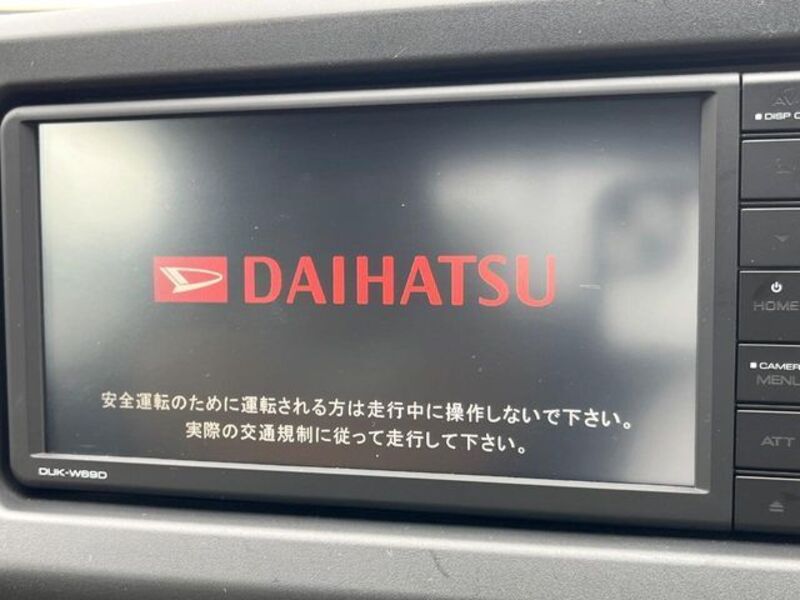 DAIHATSU
安全運転のために運転される方は走行中に操作しないで下さい。
実際の交通規制に従って走行して下さい。
DUK-W69D
AV
DISP
HOME
CAMERA
MENU
ATT